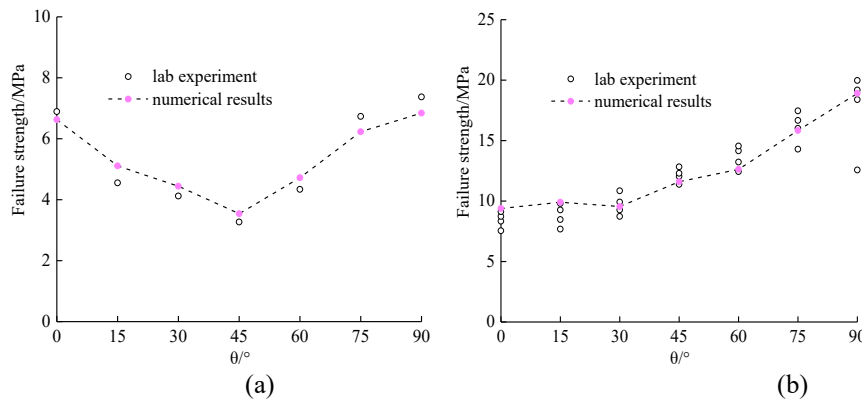 10
8
6
4
2
0
Failure strength/MPa
lab experiment
numerical results
0 15 30 45 60 75 90
θ/°
(a)
25
20
15
10
5
0
Failure strength/MPa
lab experiment
numerical results
0 15 30 45 60 75 90
θ/°
(b)